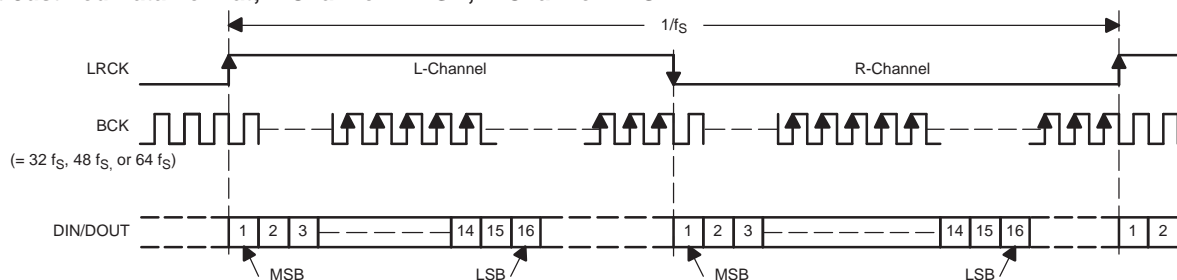 1/fS
LRCK
L-Channel
R-Channel
BCK
(= 32 fS, 48 fS, or 64 fS)
DIN/DOUT
1 2 3 14 15 16 1 2 3 14 15 16 1 2
MSB LSB MSB LSB